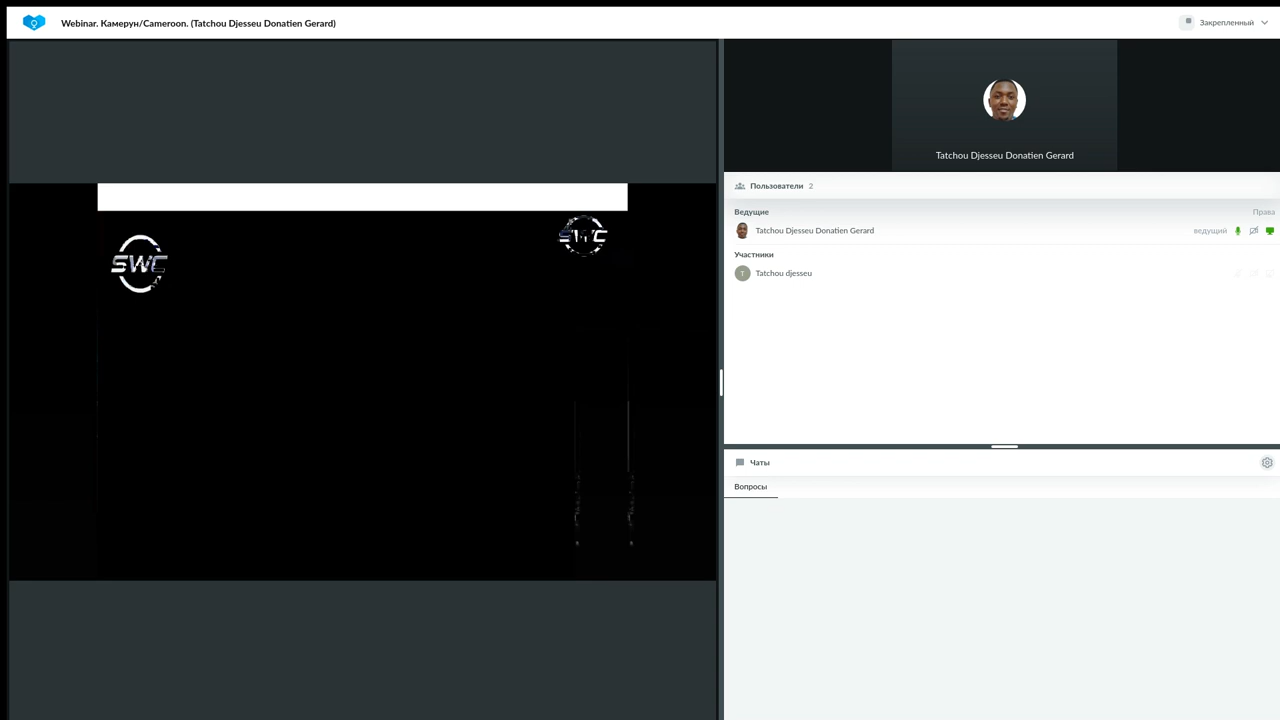 Webinar. Камерун/Cameroon. (Tatchou Djesseu Donatien Gerard)
Закрепленный
SWC
SWC
Tatchou Djesseu Donatien Gerard
Пользователи 2
Ведущие Права
Tatchou Djesseu Donatien Gerard ведущий
Участники
T Tatchou djesseu
Чаты
Вопросы